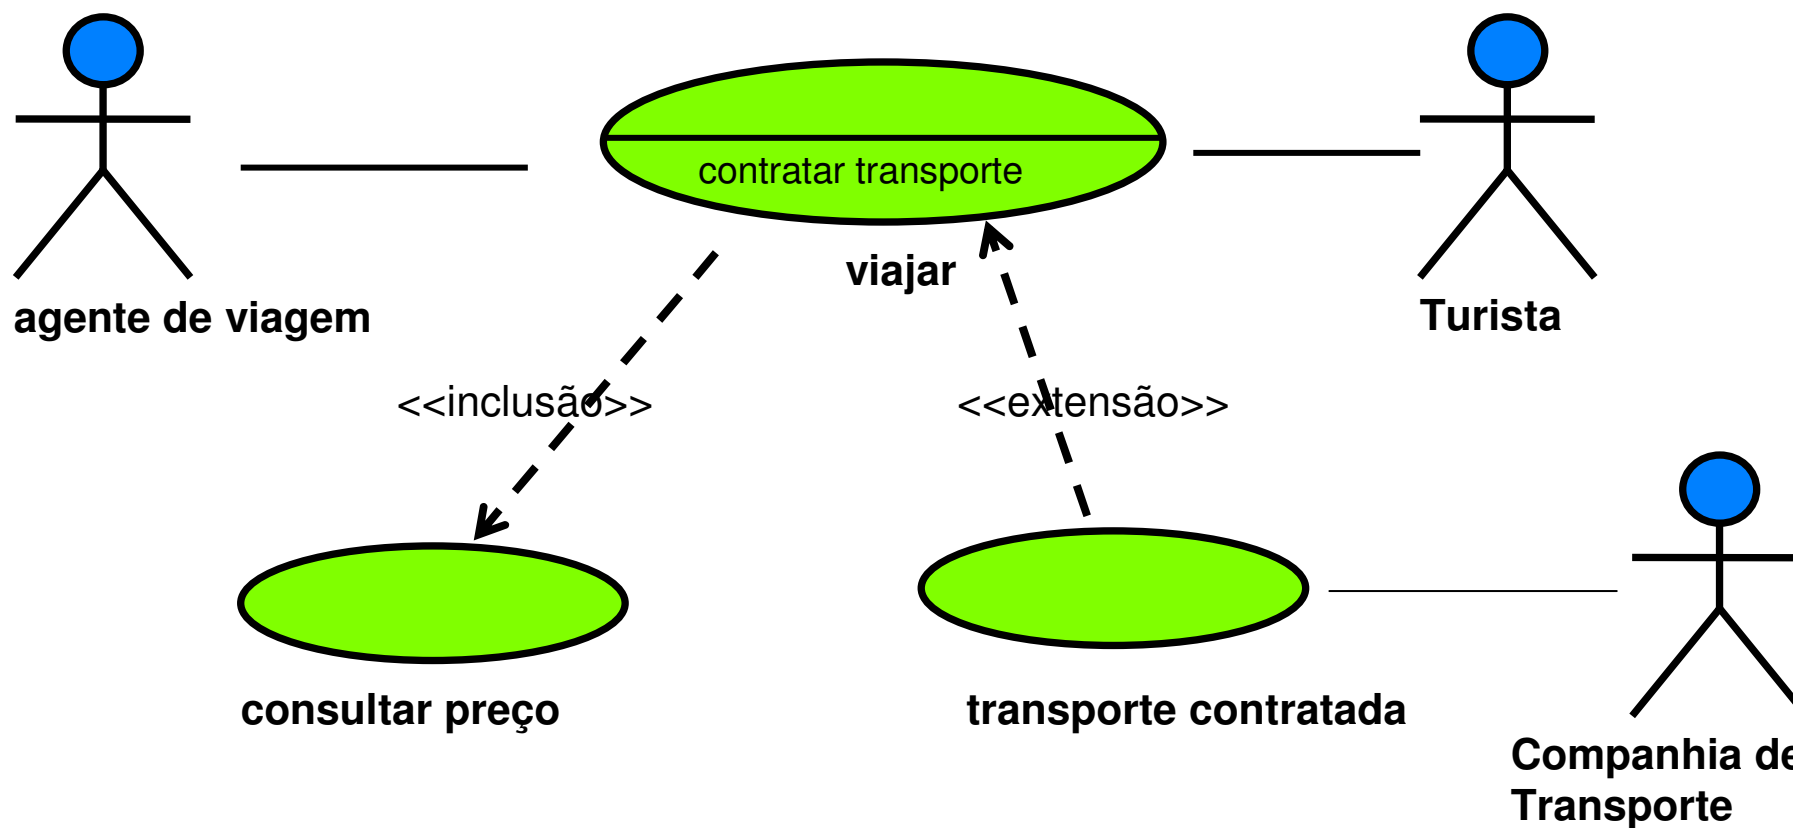 contratar transporte
viajar
agente de viagem
Turista
<<inclusão>>
<<extensão>>
consultar preço
transporte contratada
Companhia de
Transporte